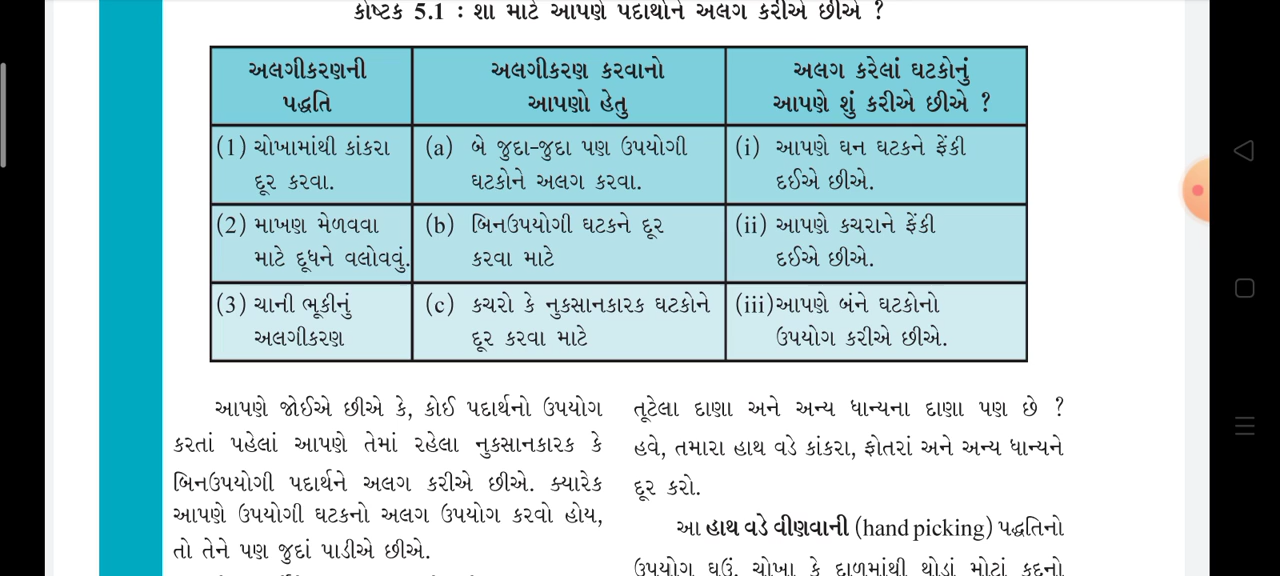 કોષ્ટક 5.1 : શા માટે આપણે પદાર્થોને અલગ કરીએ છીએ ?
અલગીકરણની પદ્ધતિ
અલગીકરણ કરવાનો આપણો હેતુ
અલગ કરેલાં ઘટકોનું આપણે શું કરીએ છીએ ?
(1) ચોખામાંથી કાંકરા દૂર કરવા.
(a) બે જુદા-જુદા પણ ઉપયોગી ઘટકોને અલગ કરવા.
(i) આપણે ઘન ઘટકને ફેંકી દઈએ છીએ.
(2) માખણ મેળવવા માટે દૂધને વલોવવું.
(b) બિનઉપયોગી ઘટકને દૂર કરવા માટે
(ii) આપણે કચરાને ફેંકી દઈએ છીએ.
(3) ચાની ભૂકીનું અલગીકરણ
(c) કચરો કે નુકસાનકારક ઘટકોને દૂર કરવા માટે
(iii) આપણે બંને ઘટકોનો ઉપયોગ કરીએ છીએ.
આપણે જોઈએ છીએ કે, કોઈ પદાર્થનો ઉપયોગ
કરતાં પહેલાં આપણે તેમાં રહેલા નુકસાનકારક કે
બિનઉપયોગી પદાર્થને અલગ કરીએ છીએ. ક્યારેક
આપણે ઉપયોગી ઘટકનો અલગ ઉપયોગ કરવો હોય,
તો તેને પણ જુદાં પાડીએ છીએ.
તૂટેલા દાણા અને અન્ય ધાન્યના દાણા પણ છે ?
હવે, તમારા હાથ વડે કાંકરા, ફોતરાં અને અન્ય ધાન્યને
દૂર કરો.
આ હાથ વડે વીણવાની (hand picking) પદ્ધતિનો
ઉપયોગ ઘઉં, ચોખા કે દાળમાંથી થોડાં મોટાં કદનો